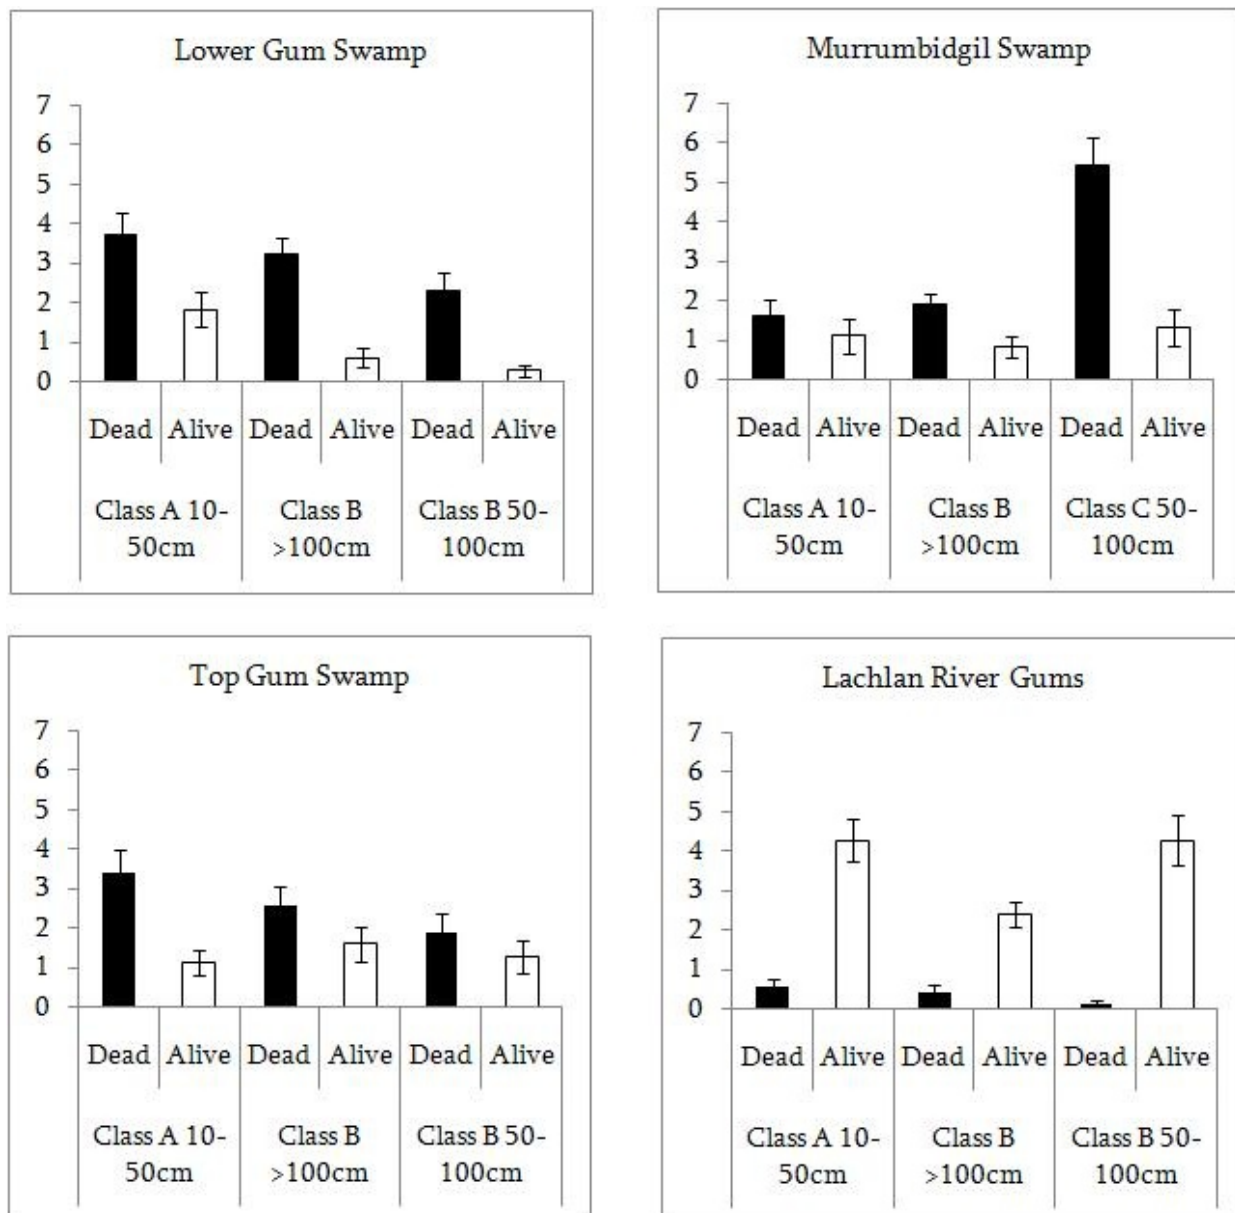 Lower Gum Swamp
7
6
5
4
3
2
1
0
Dead Alive Dead Alive Dead Alive
Class A 10- Class B Class B 50-
50cm >100cm 100cm
Murrumbidgil Swamp
7
6
5
4
3
2
1
0
Dead Alive Dead Alive Dead Alive
Class A 10- Class B Class C 50-
50cm >100cm 100cm
Top Gum Swamp
7
6
5
4
3
2
1
0
Dead Alive Dead Alive Dead Alive
Class A 10- Class B Class B 50-
50cm >100cm 100cm
Lachlan River Gums
7
6
5
4
3
2
1
0
Dead Alive Dead Alive Dead Alive
Class A 10- Class B Class B 50-
50cm >100cm 100cm